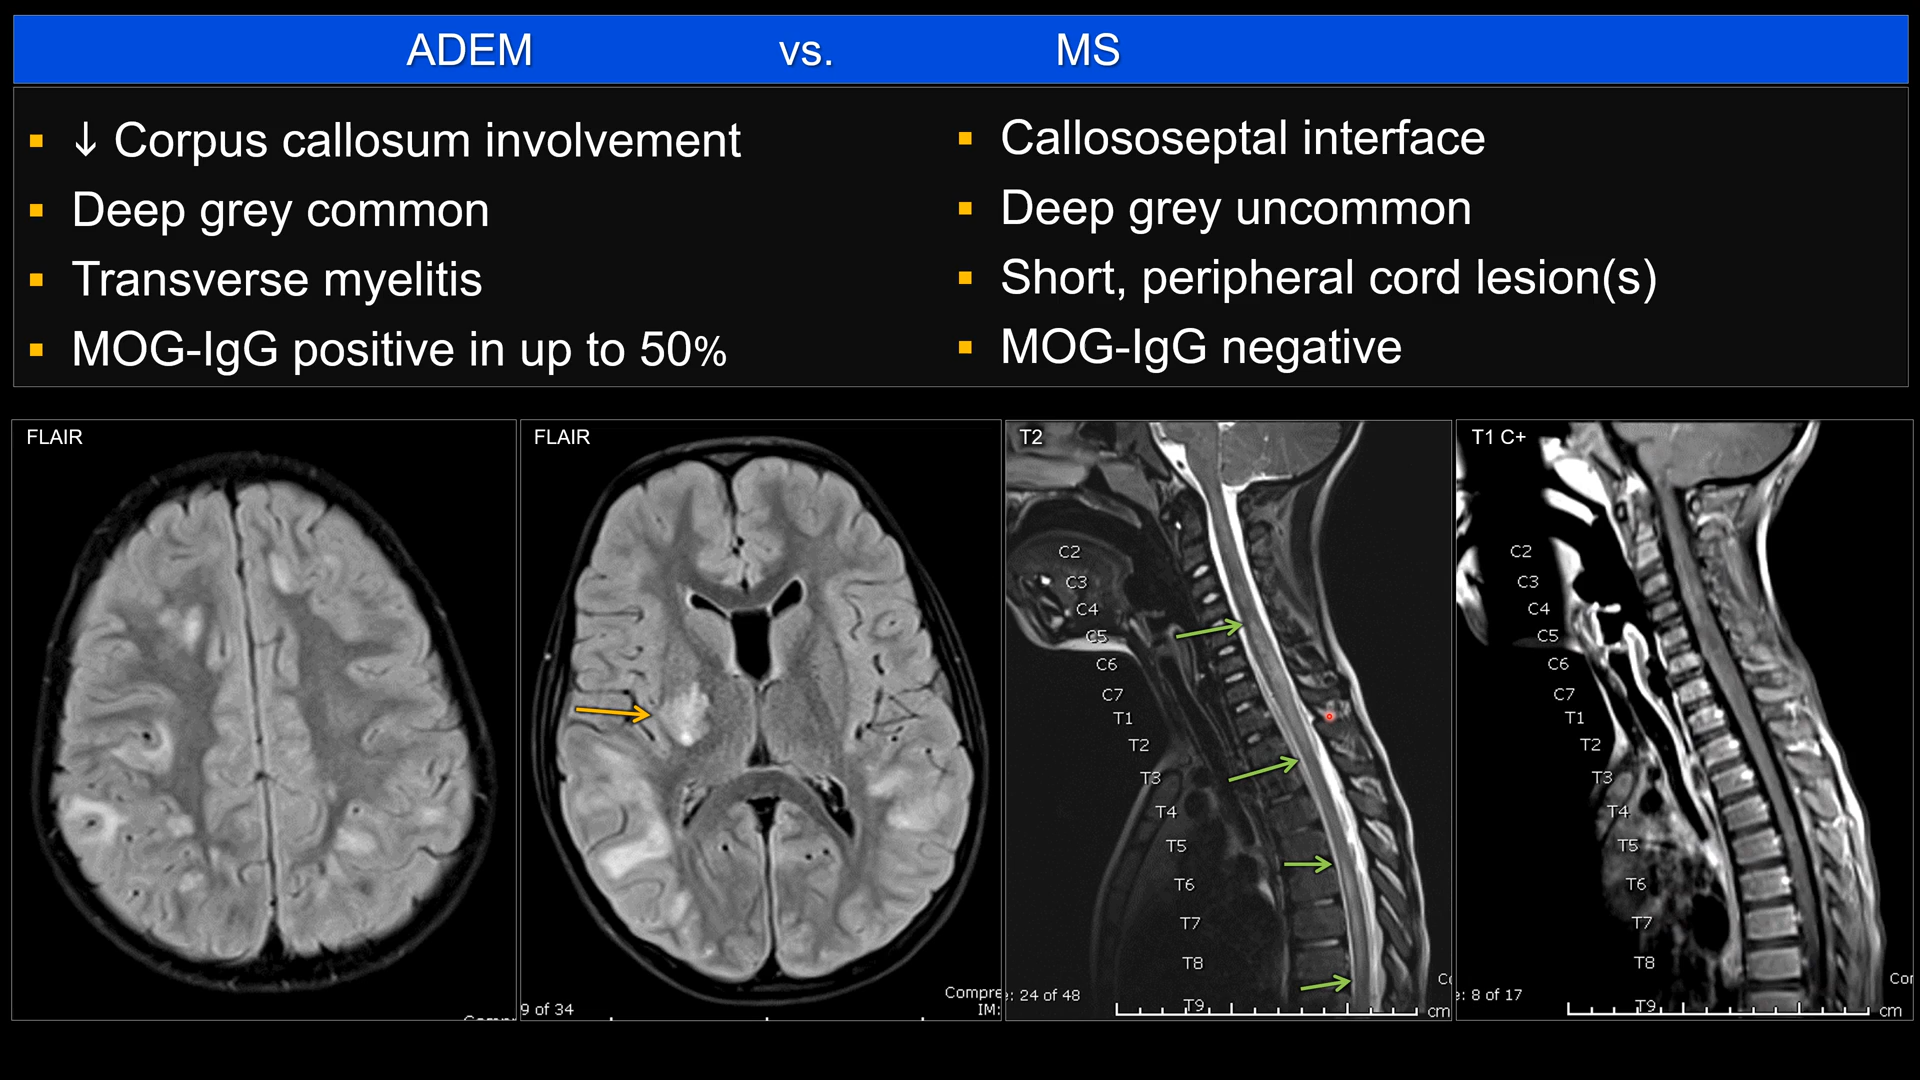 ADEM vs. MS
↓ Corpus callosum involvement
Deep grey common
Transverse myelitis
MOG-IgG positive in up to 50%
Callososeptal interface
Deep grey uncommon
Short, peripheral cord lesion(s)
MOG-IgG negative
FLAIR
FLAIR
9 of 34
Compre
IM:
T2
C2
C3
C4
C5
C6
C7
T1
T2
T3
T4
T5
T6
T7
T8
T9
: 24 of 48
cm
T1 C+
C2
C3
C4
C5
C6
C7
T1
T2
T3
T4
T5
T6
T7
T8
T9
: 8 of 17
cm